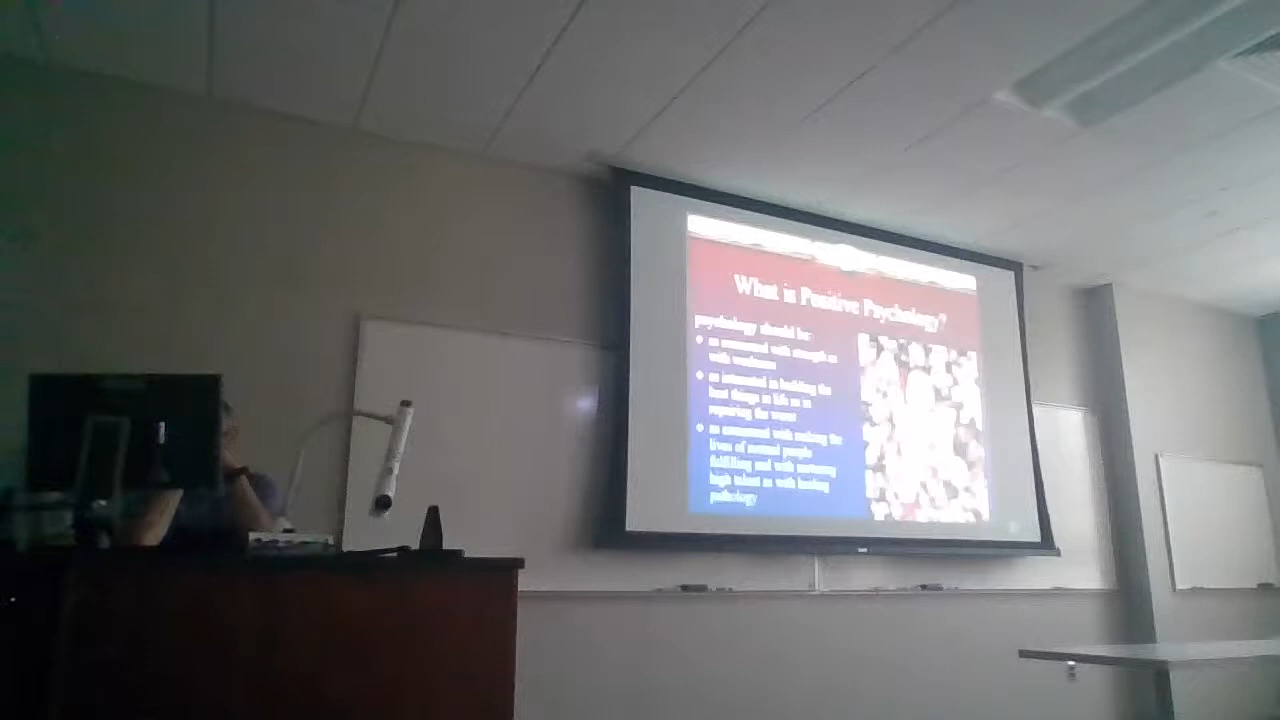 What is Positive Psychology?
psychology should be:
as concerned with strength as
with weakness
as interested in building the
best things in life as in
repairing the worst
as concerned with making the
lives of normal people
fulfilling and with nurturing
high talent as with healing
pathology